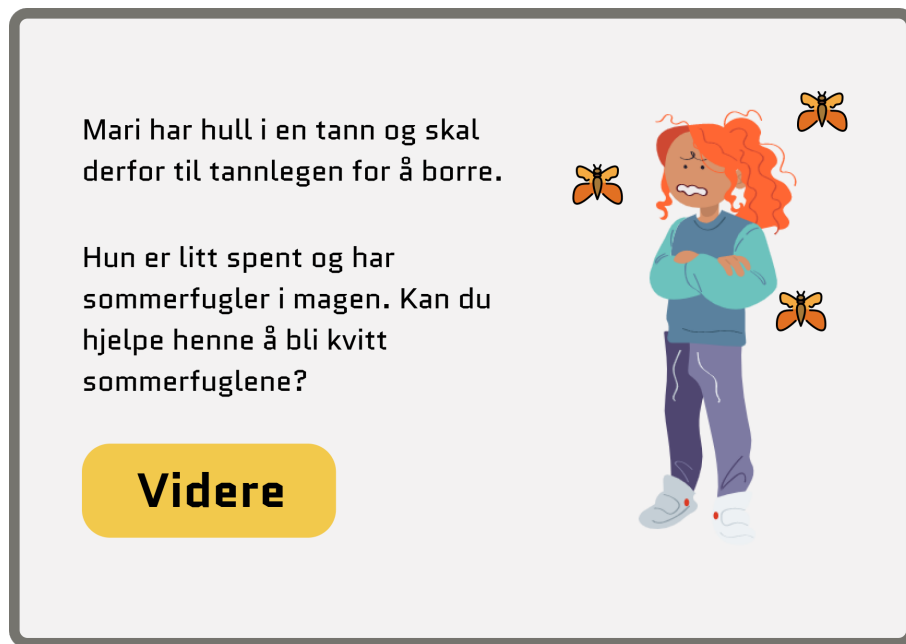 Mari har hull i en tann og skal
derfor til tannlegen for å borre.
Hun er litt spent og har
sommerfugler i magen. Kan du
hjelpe henne å bli kvitt
sommerfuglene?
Videre